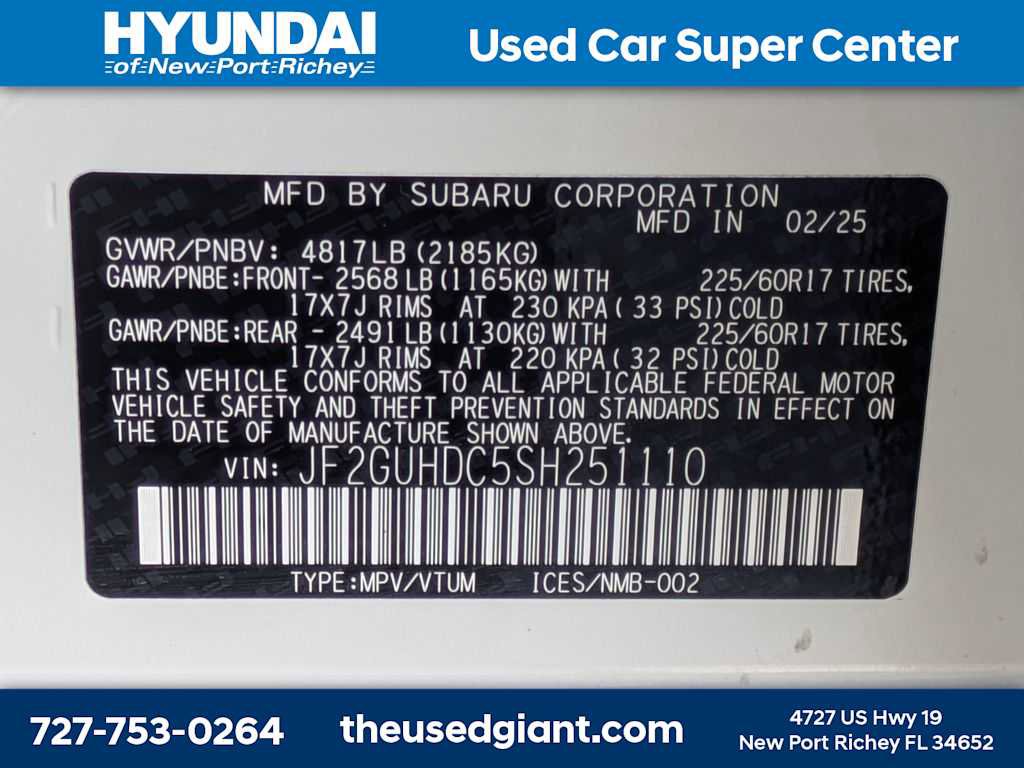 HYUNDAI
of New Port Richey
Used Car Super Center
MFD BY SUBARU CORPORATION
MFD IN 02/25
GVWR/PNBV: 4817LB (2185KG)
GAWR/PNBE:FRONT- 2568 LB (1165KG) WITH 225/60R17 TIRES,
17X7J RIMS AT 230 KPA( 33 PSI) COLD
GAWR/PNBE:REAR - 2491 LB (1130KG) WITH 225/60R17 TIRES,
17X7J RIMS AT 220 KPA( 32 PSI) COLD
THIS VEHICLE CONFORMS TO ALL APPLICABLE FEDERAL MOTOR
VEHICLE SAFETY AND THEFT PREVENTION STANDARDS IN EFFECT ON
THE DATE OF MANUFACTURE SHOWN ABOVE.
VIN: JF2GUHDC5SH251110
TYPE:MPV/VTUM ICES/NMB-002
727-753-0264
theusedgiant.com
4727 US Hwy 19
New Port Richey FL 34652